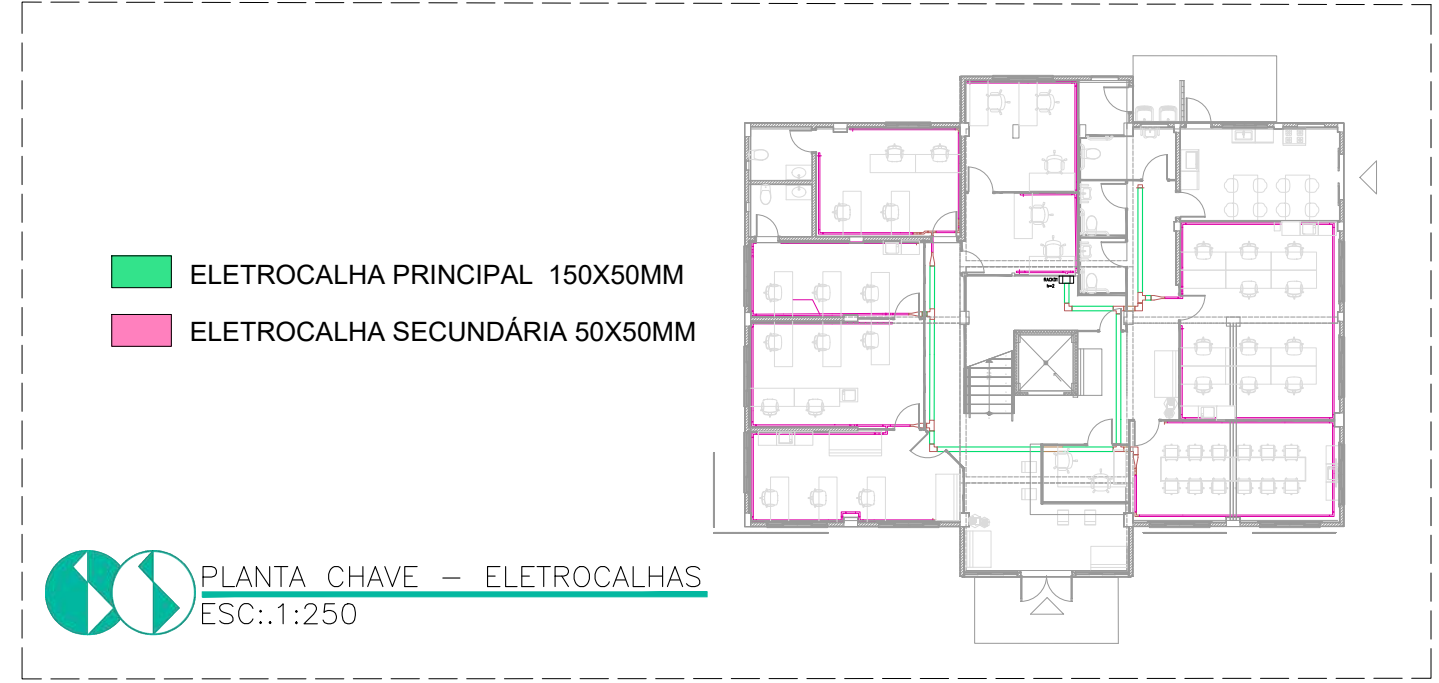 ELETROCALHA PRINCIPAL 150X50MM
ELETROCALHA SECUNDÁRIA 50X50MM
PLANTA CHAVE – ELETROCALHAS
ESC:.1:250